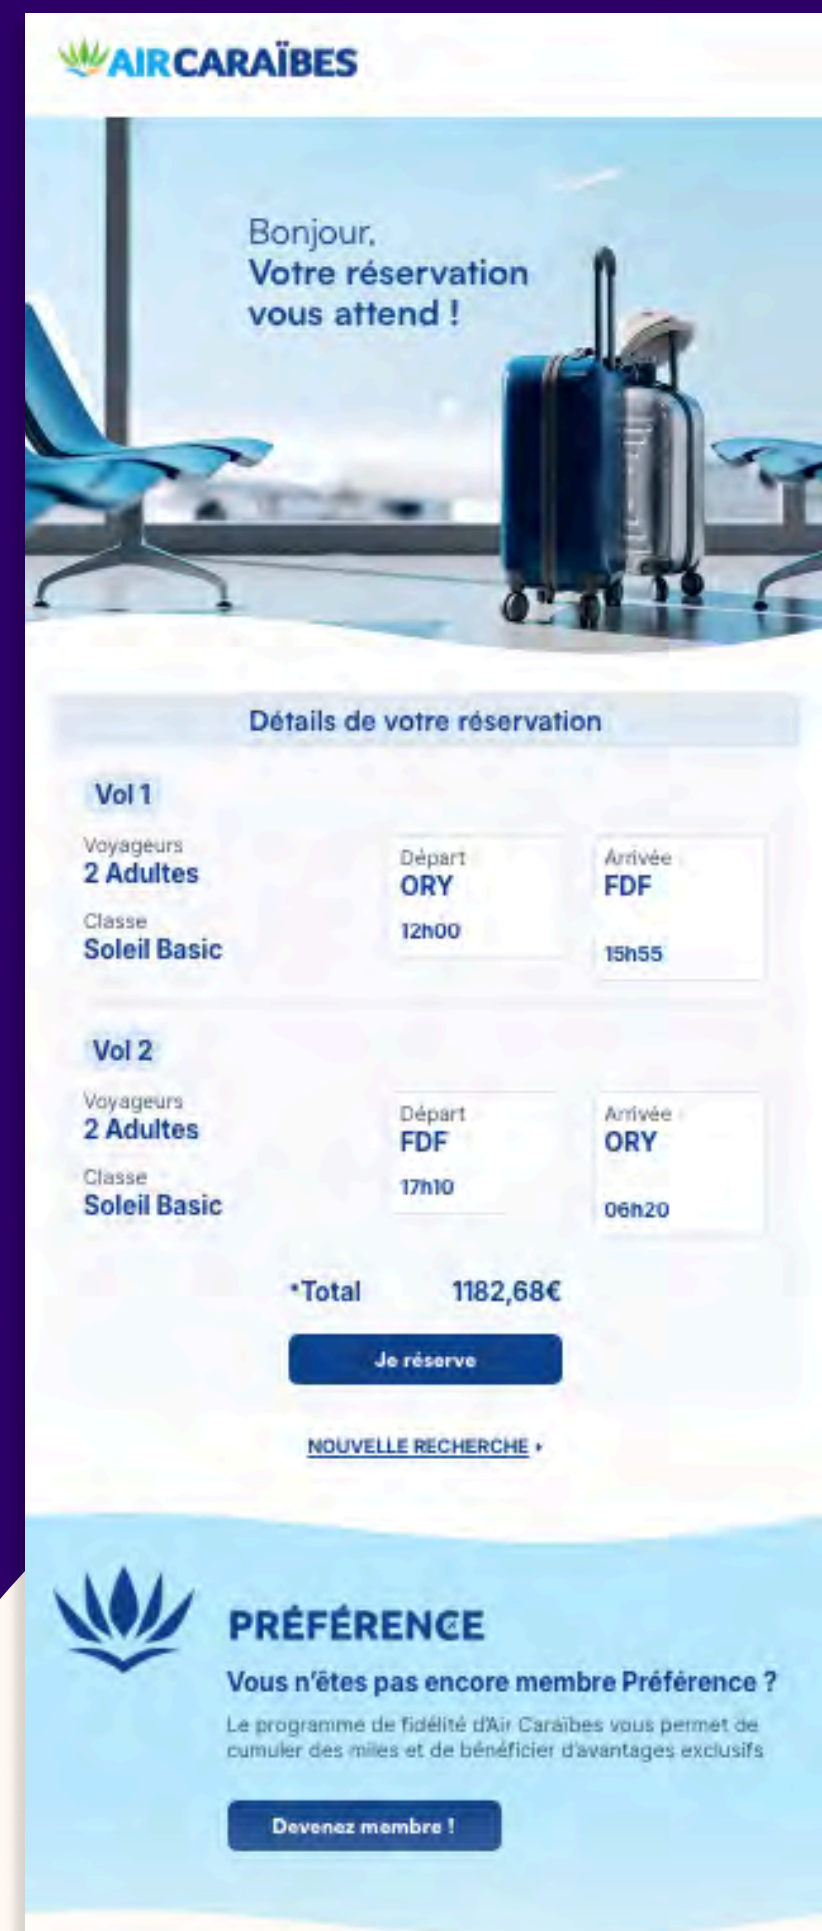 AIR CARAÏBES
Bonjour,
Votre réservation
vous attend !
Détails de votre réservation
Vol 1
Voyageurs
2 Adultes
Classe
Soleil Basic
Départ
ORY
12h00
Arrivée
FDF
15h55
Vol 2
Voyageurs
2 Adultes
Classe
Soleil Basic
Départ
FDF
17h10
Arrivée
ORY
06h20
*Total 1182,68€
Je réserve
NOUVELLE RECHERCHE
PRÉFÉRENCE
Vous n'êtes pas encore membre Préférence ?
Le programme de fidélité d'Air Caraïbes vous permet de
cumuler des miles et de bénéficier d'avantages exclusifs
Devenez membre !